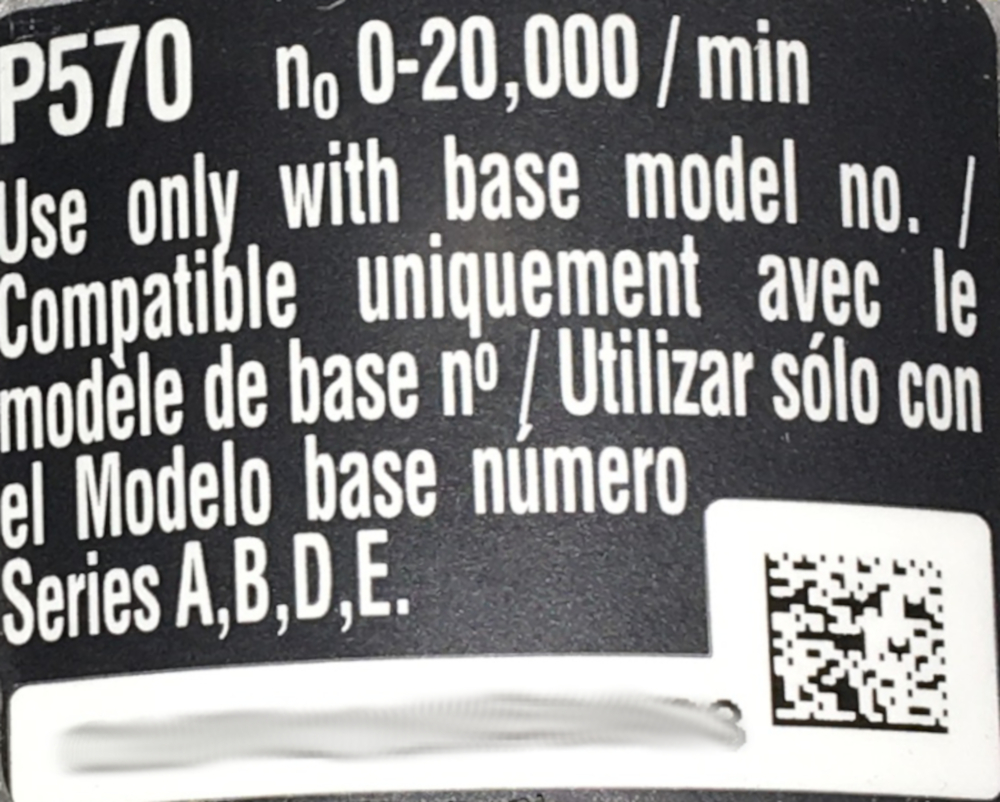 P570 n₀ 0-20,000 / min
Use only with base model no. /
Compatible uniquement avec le
modèle de base nº / Utilizar sólo con
el Modelo base número
Series A,B,D,E.